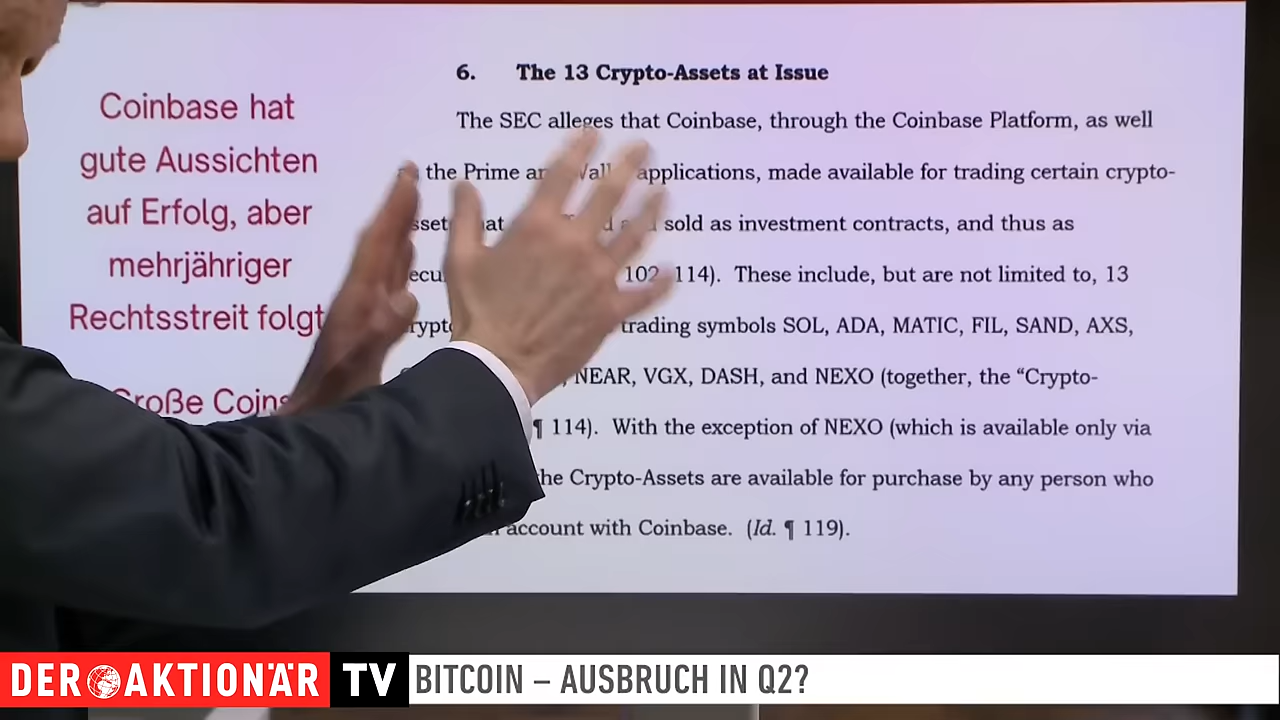 Coinbase hat
gute Aussichten
auf Erfolg, aber
mehrjähriger
Rechtsstreit folgt
Große Coins
6. The 13 Crypto-Assets at Issue
The SEC alleges that Coinbase, through the Coinbase Platform, as well
the Prime applications, made available for trading certain crypto-
sold as investment contracts, and thus as
102, 114). These include, but are not limited to, 13
trading symbols SOL, ADA, MATIC, FIL, SAND, AXS,
NEAR, VGX, DASH, and NEXO (together, the “Crypto-
¶ 114). With the exception of NEXO (which is available only via
the Crypto-Assets are available for purchase by any person who
account with Coinbase. (Id. ¶ 119).
DER AKTIONÄR TV BITCOIN – AUSBRUCH IN Q2?